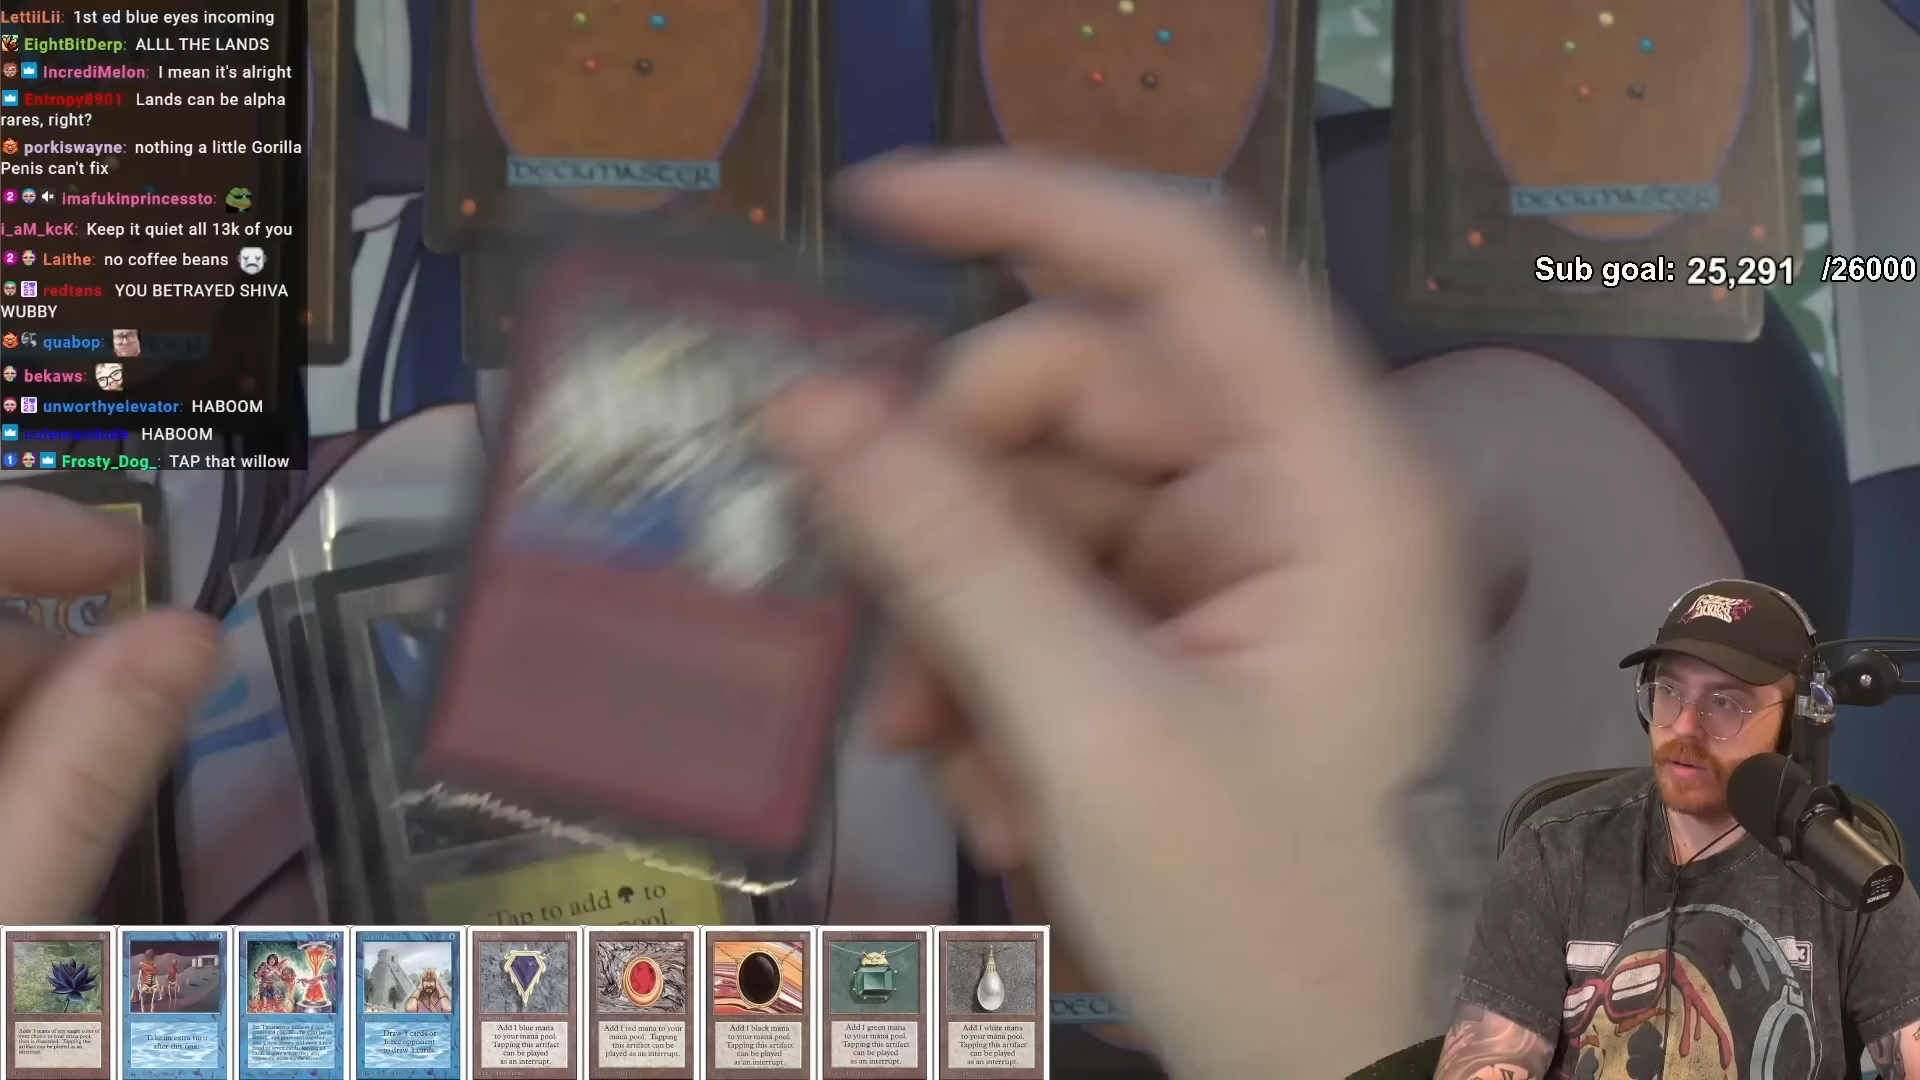 LettiiLii: 1st ed blue eyes incoming
EightBitDerp: ALLL THE LANDS
IncrediMelon: I mean it's alright
Entropy8901 Lands can be alpha
rares, right?
porkiswayne: nothing a little Gorilla
Penis can't fix
imafukinprincessto:
i_aM_kcK: Keep it quiet all 13k of you
Laithe: no coffee beans
redtens YOU BETRAYED SHIVA
WUBBY
quabop:
bekaws:
unworthyelevator: HABOOM
HABOOM
Frosty_Dog_: TAP that willow
DECKMASTER
DECKMASTER
Sub goal: 25,291 /26000
Tap to add to
pool.
Take an extra turn
after this one.
Draw 3 cards or
force opponent
to draw 3 cards.
Add 1 blue mana
to your mana pool.
Tapping this artifact
can be played
as an interrupt.
Add 1 red mana to your
mana pool. Tapping
this artifact can be
played as an interrupt.
Add 1 black mana
to your mana pool.
Tapping this artifact
can be played
as an interrupt.
Add 1 green mana
to your mana pool.
Tapping this artifact
can be played
as an interrupt.
Add 1 white mana
to your mana pool.
Tapping this artifact
can be played
as an interrupt.
DECK